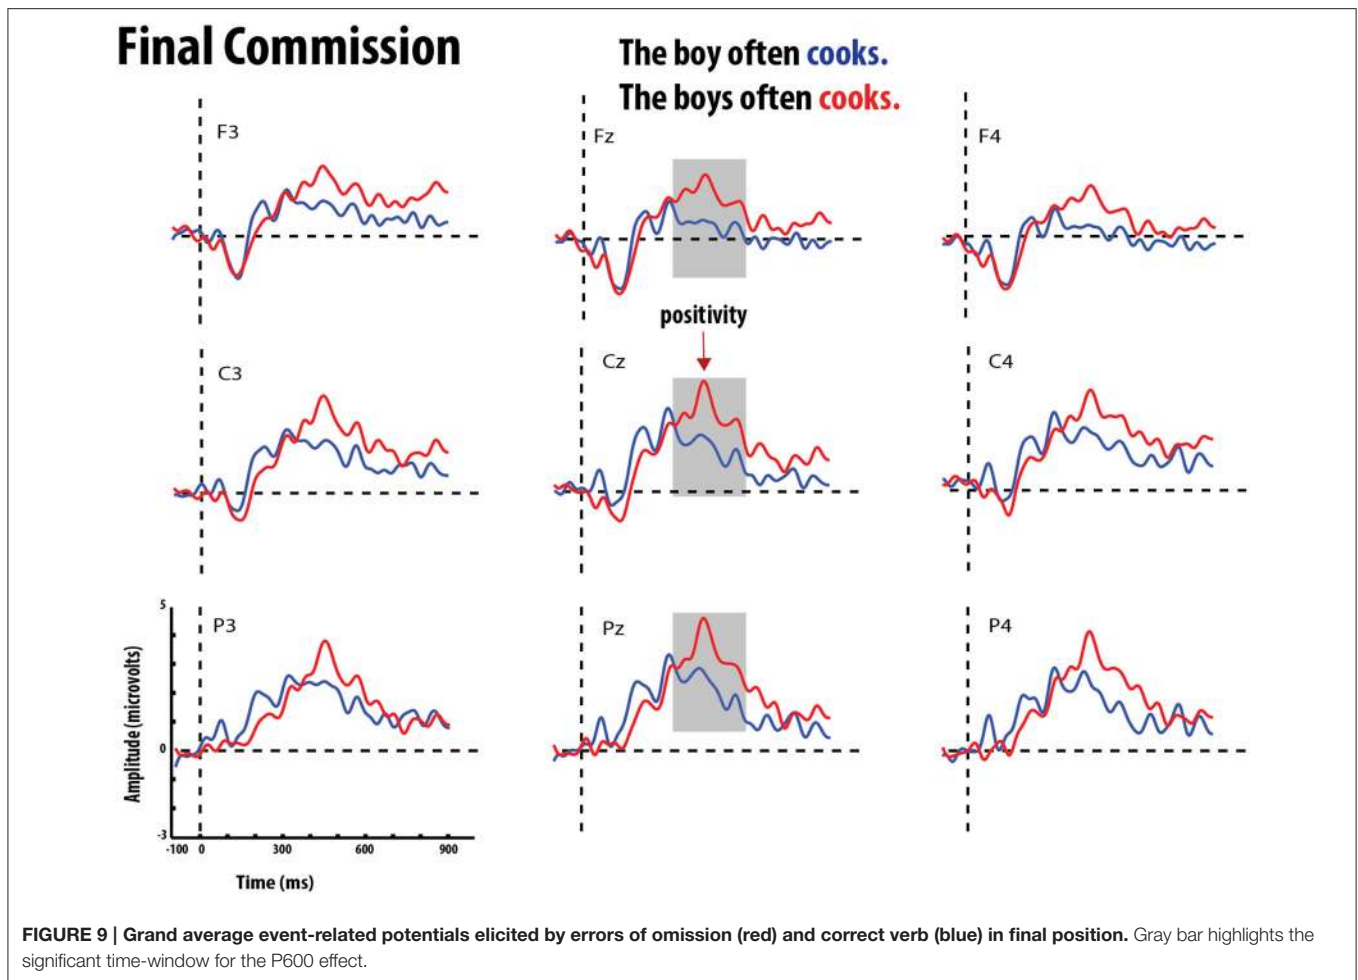 Final Commission
The boy often cooks.
The boys often cooks.
F3
Fz
F4
positivity
C3
Cz
C4
P3
Pz
P4
5
0
-3
Amplitude (microvolts)
-100 0 300 600 900
Time (ms)
FIGURE 9 | Grand average event-related potentials elicited by errors of omission (red) and correct verb (blue) in final position. Gray bar highlights the
significant time-window for the P600 effect.